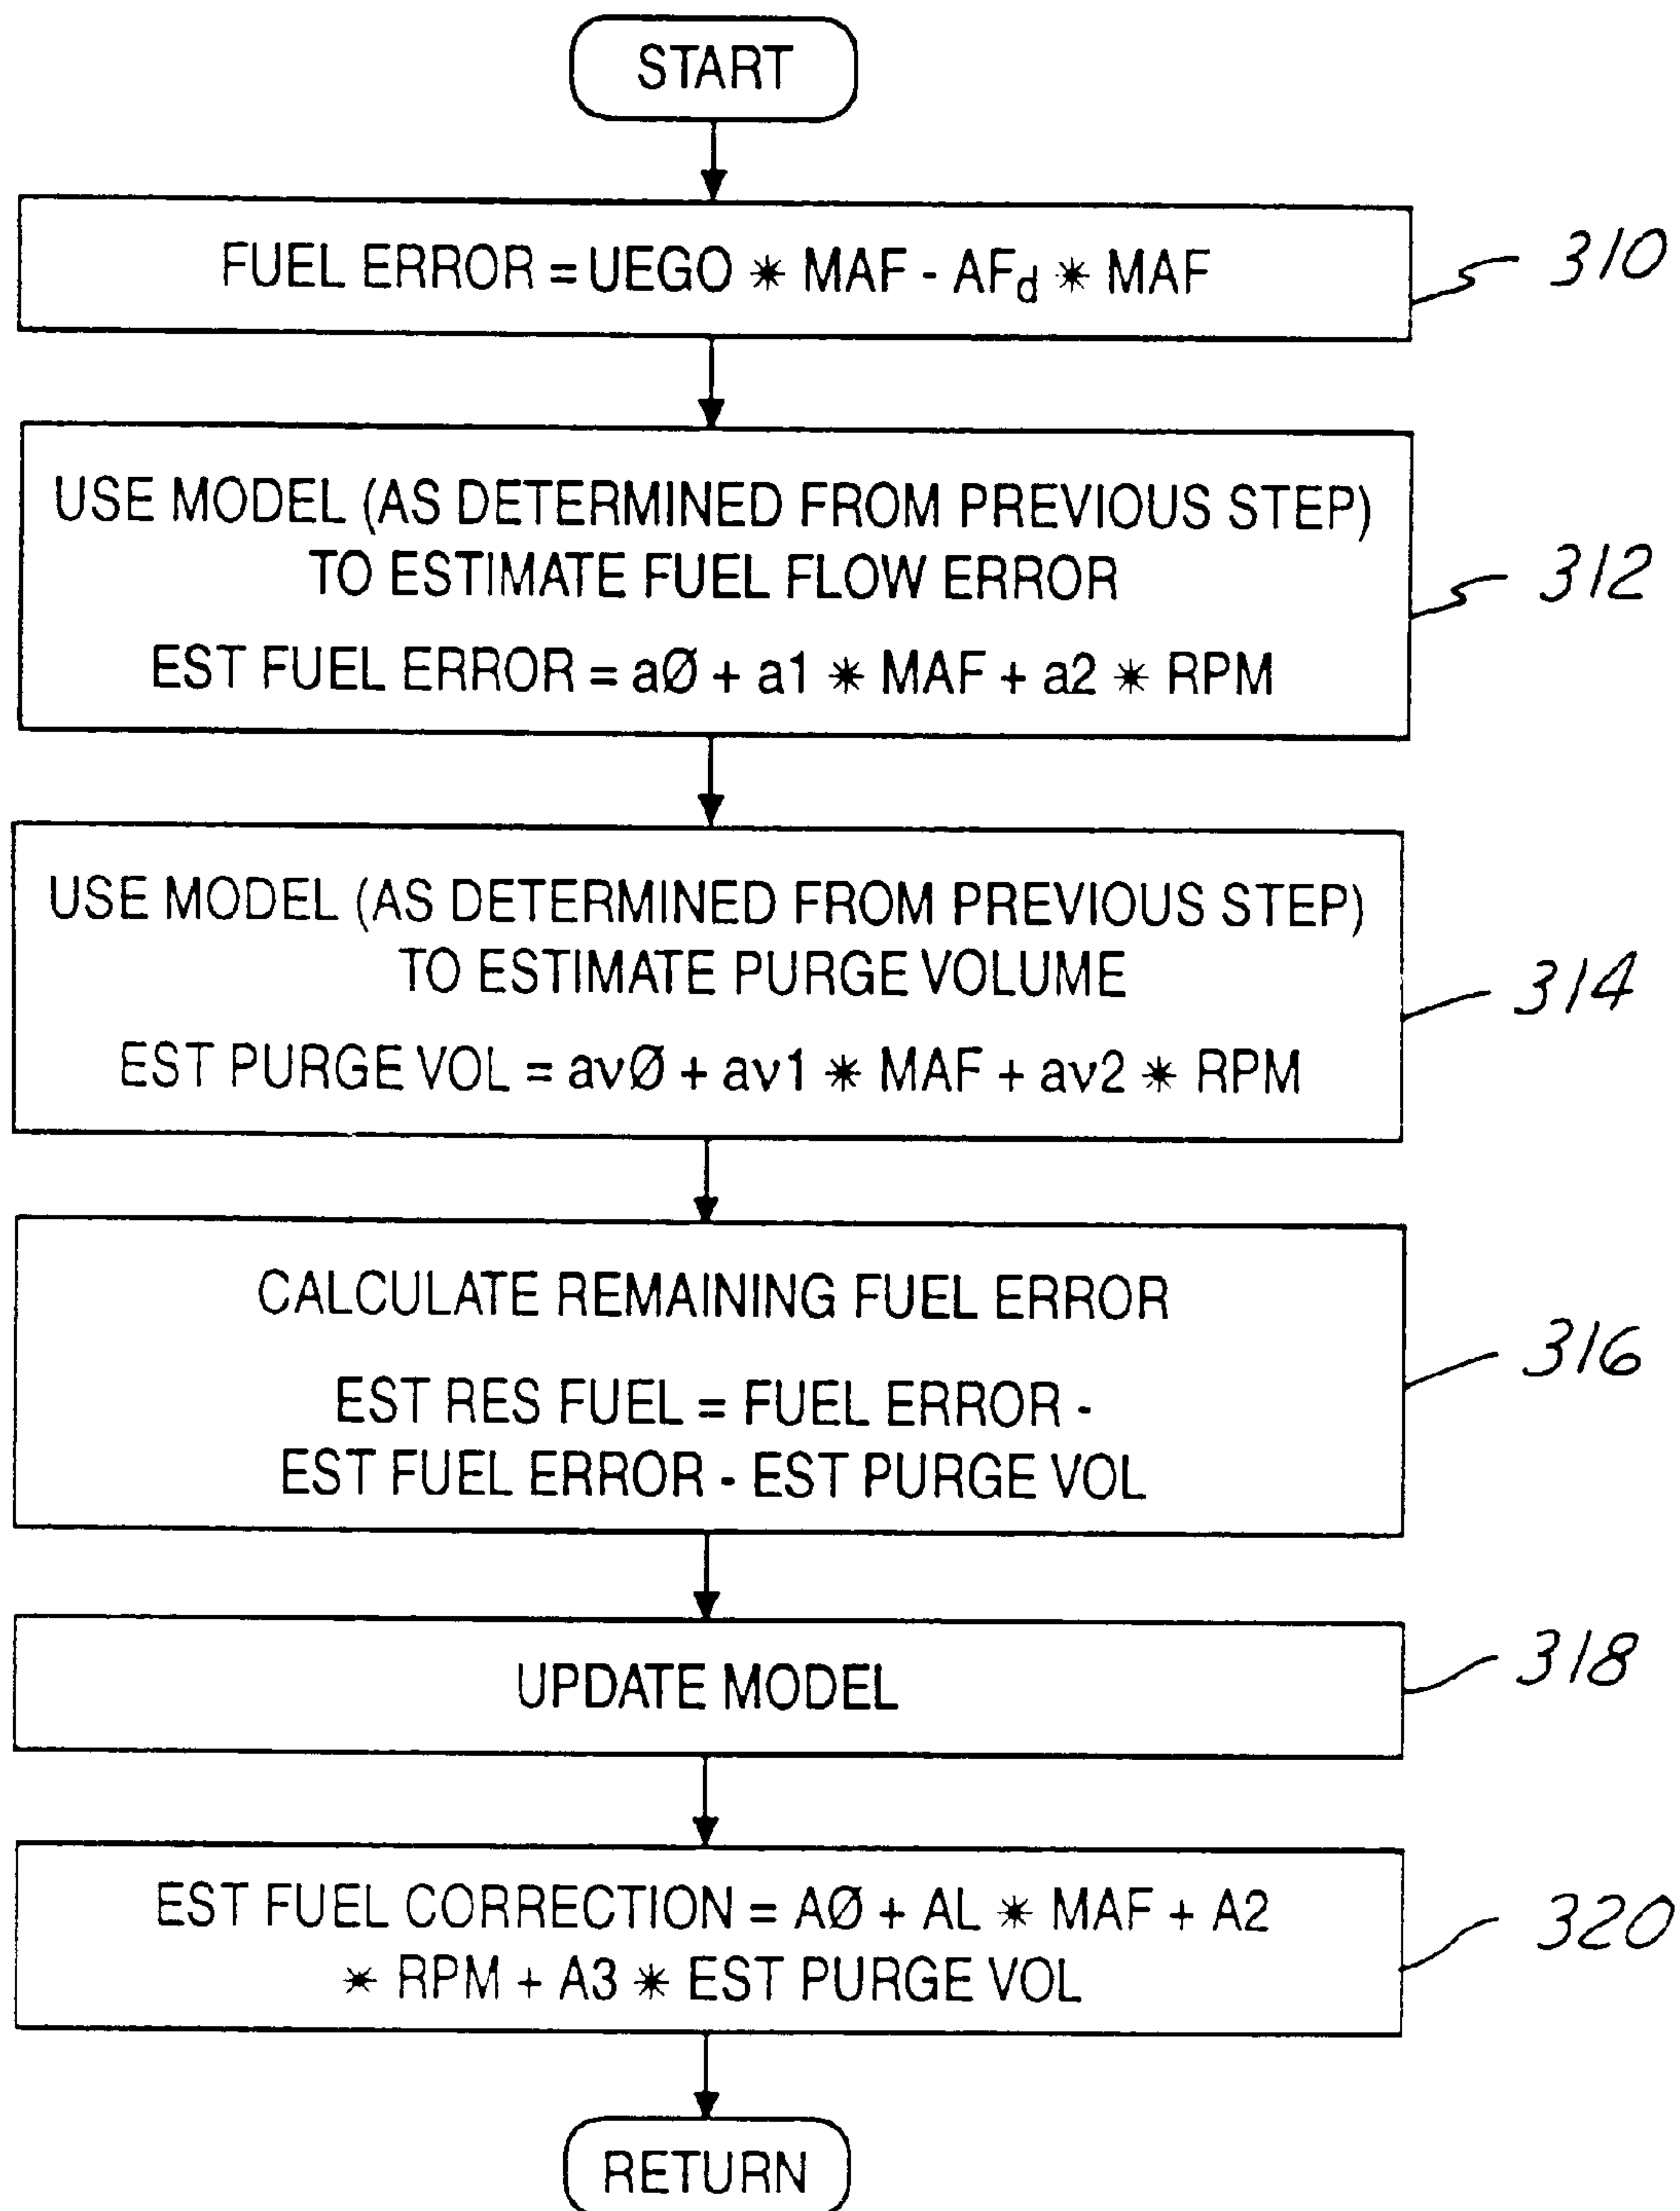 START
FUEL ERROR = UEGO * MAF - AFd * MAF
310
USE MODEL (AS DETERMINED FROM PREVIOUS STEP)
TO ESTIMATE FUEL FLOW ERROR
EST FUEL ERROR = aØ + a1 * MAF + a2 * RPM
312
USE MODEL (AS DETERMINED FROM PREVIOUS STEP)
TO ESTIMATE PURGE VOLUME
EST PURGE VOL = avØ + av1 * MAF + av2 * RPM
314
CALCULATE REMAINING FUEL ERROR
EST RES FUEL = FUEL ERROR -
EST FUEL ERROR - EST PURGE VOL
316
UPDATE MODEL
318
EST FUEL CORRECTION = AØ + AL * MAF + A2
* RPM + A3 * EST PURGE VOL
320
RETURN